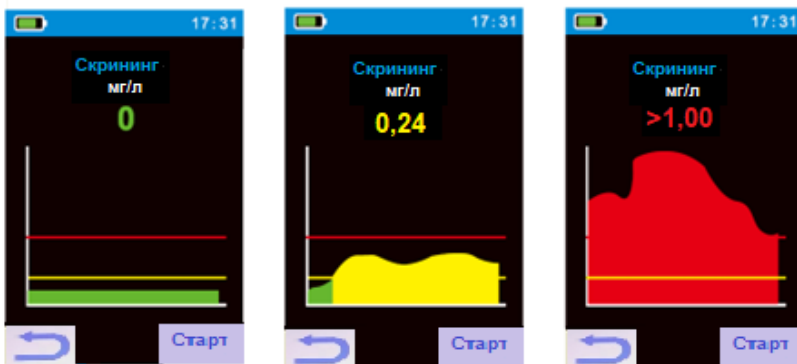 17:31
Скрининг
мг/л
0
Старт
17:31
Скрининг
мг/л
0,24
Старт
17:31
Скрининг
мг/л
>1,00
Старт